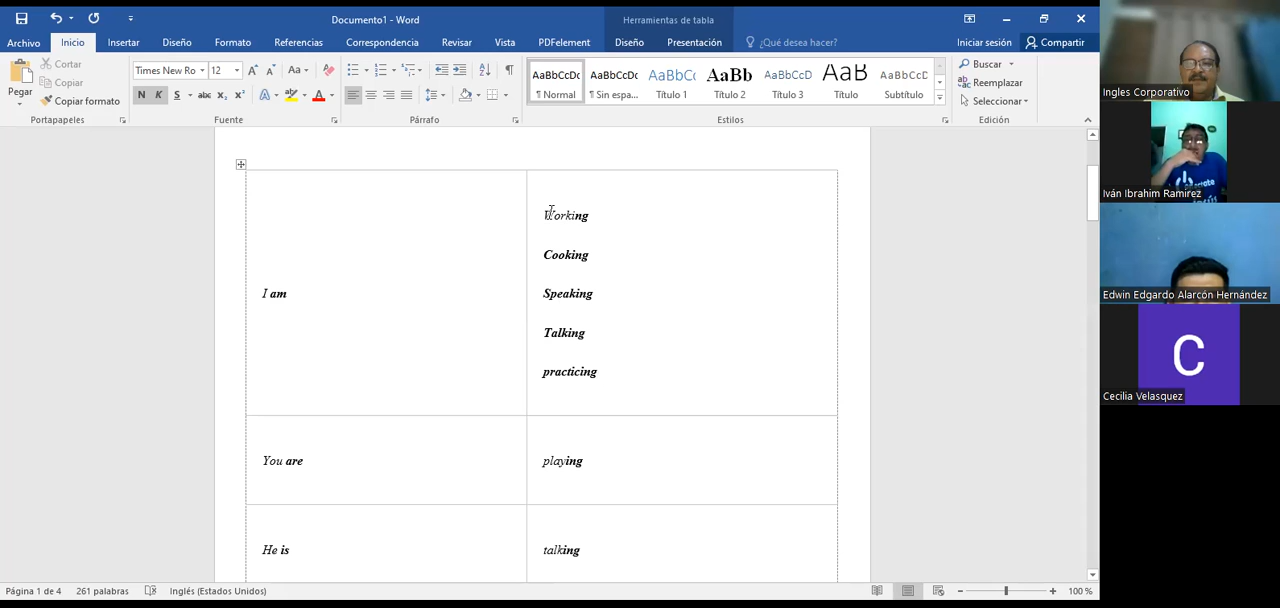 Documento1 - Word
Herramientas de tabla
Archivo Inicio Insertar Diseño Formato Referencias Correspondencia Revisar Vista PDFelement Diseño Presentación ¿Qué desea hacer? Iniciar sesión Compartir
Pegar
Cortar
Copiar
Copiar formato
Portapapeles
Times New Ro 12
N K S abc x₂ x²
Fuente
Párrafo
AaBbCcDc AaBbCcDc AaBbCc AaBb AaBbCcD AaB AaBbCcD
¶ Normal ¶ Sin espa... Título 1 Título 2 Título 3 Título Subtítulo
Estilos
Buscar
Reemplazar
Seleccionar
Edición
I am
Working
Cooking
Speaking
Talking
practicing
You are playing
He is talking
Página 1 de 4 261 palabras Inglés (Estados Unidos) 100 %
Ingles Corporativo
Iván Ibrahim Ramirez
Edwin Edgardo Alarcón Hernández
C
Cecilia Velasquez